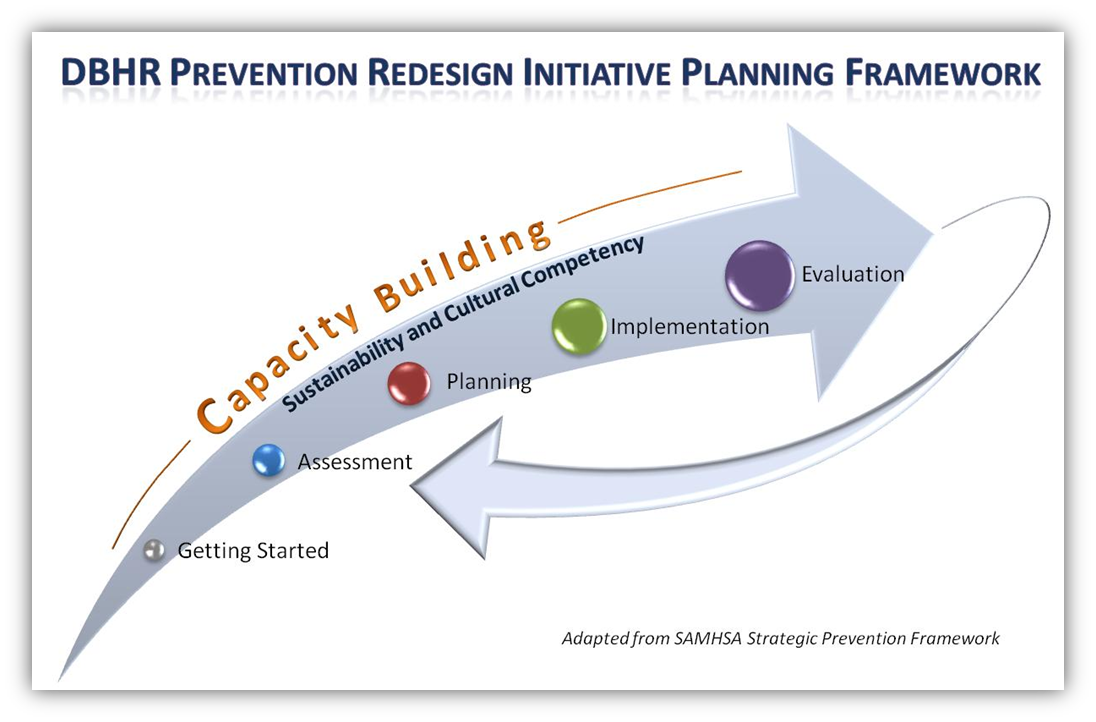 DBHR PREVENTION REDESIGN INITIATIVE PLANNING FRAMEWORK
Capacity Building
Sustainability and Cultural Competency
Evaluation
Implementation
Planning
Assessment
Getting Started
Adapted from SAMHSA Strategic Prevention Framework